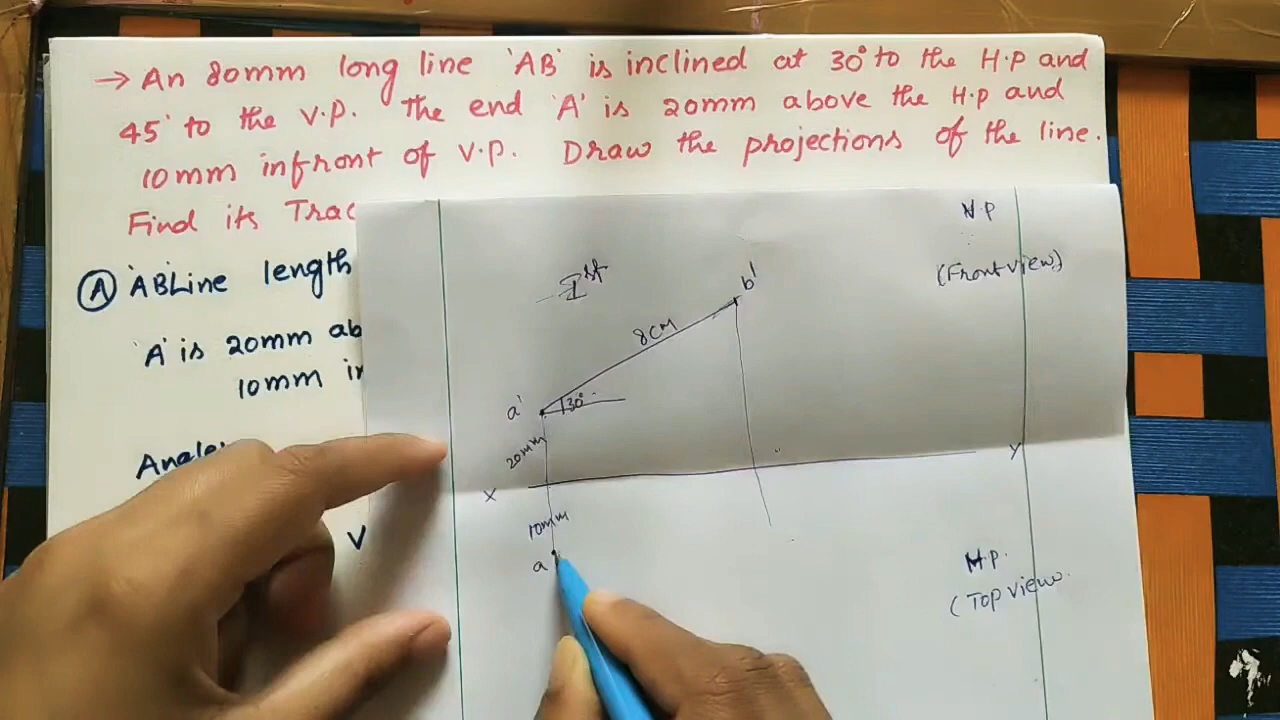 → An 80mm long line 'AB' is inclined at 30° to the H.P and
45° to the V.P. The end 'A' is 20mm above the H.P and
10mm infront of V.P. Draw the projections of the line.
Find its Trac
Ⓐ 'AB' Line length
'A' is 20mm ab
10mm in
V
Ist
V.P
(Front view)
b'
8CM
a'
30°
20mm
X
Y
10mm
a
H.P.
(Top view